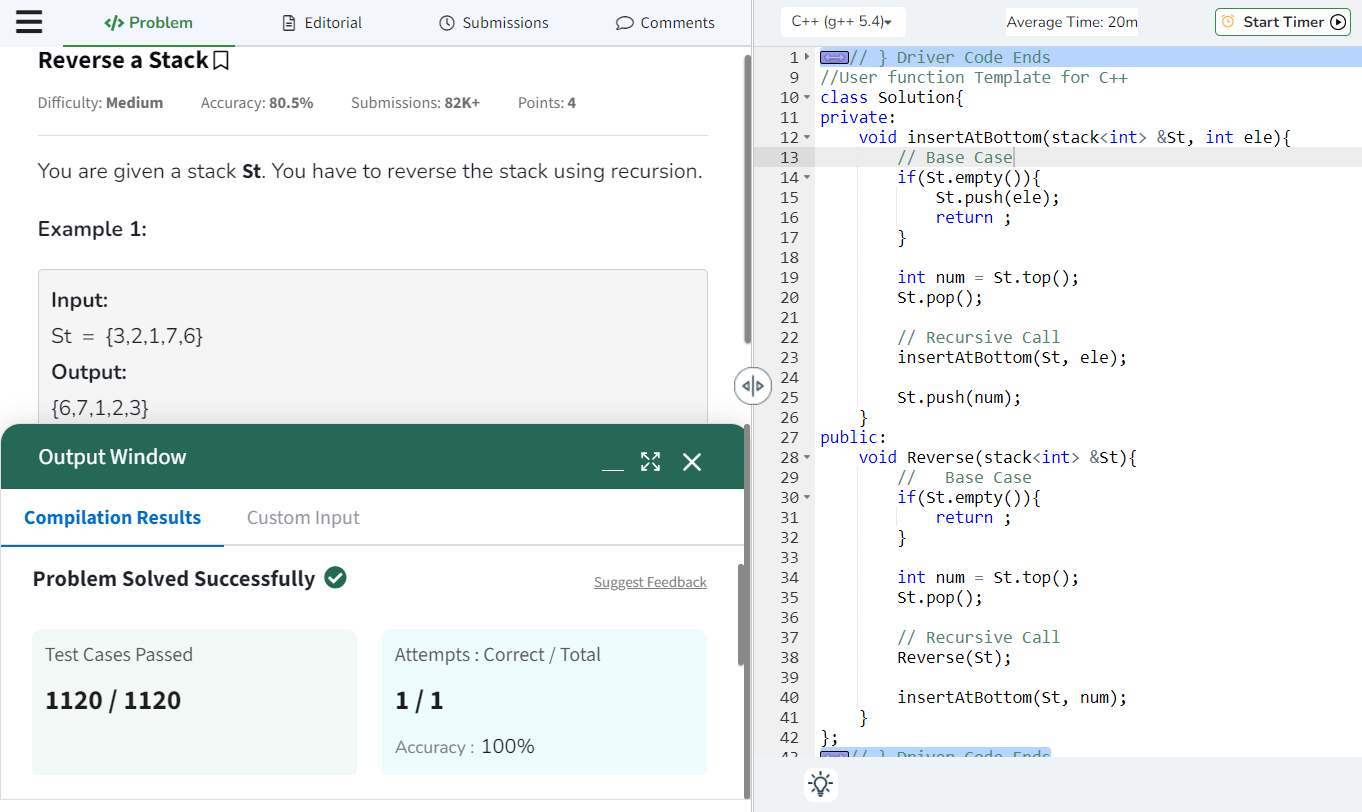 Problem
Editorial
Submissions
Comments
Reverse a Stack
Difficulty: Medium Accuracy: 80.5% Submissions: 82K+ Points: 4
You are given a stack St. You have to reverse the stack using recursion.
Example 1:
Input:
St = {3,2,1,7,6}
Output:
{6,7,1,2,3}
Output Window
Compilation Results Custom Input
Problem Solved Successfully
Suggest Feedback
Test Cases Passed
1120 / 1120
Attempts : Correct / Total
1 / 1
Accuracy : 100%
C++ (g++ 5.4)
Average Time: 20m
Start Timer
1 // } Driver Code Ends
9 //User function Template for C++
10 class Solution{
11 private:
12 void insertAtBottom(stack<int> &St, int ele){
13 // Base Case
14 if(St.empty()){
15 St.push(ele);
16 return ;
17 }
18
19 int num = St.top();
20 St.pop();
21
22 // Recursive Call
23 insertAtBottom(St, ele);
24
25 St.push(num);
26 }
27 public:
28 void Reverse(stack<int> &St){
29 // Base Case
30 if(St.empty()){
31 return ;
32 }
33
34 int num = St.top();
35 St.pop();
36
37 // Recursive Call
38 Reverse(St);
39
40 insertAtBottom(St, num);
41 }
42 };
43 // } Driver Code Ends